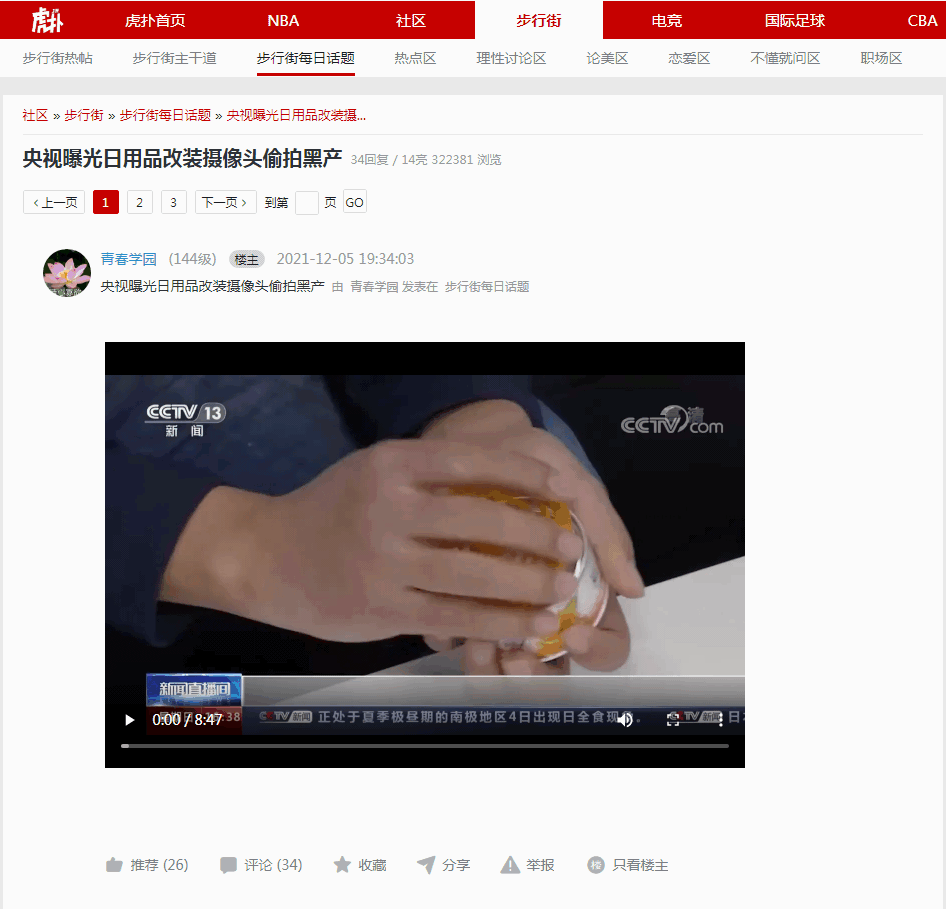 虎扑 虎扑首页 NBA 社区 步行街 电竞 国际足球 CBA
步行街热帖 步行街主干道 步行街每日话题 热点区 理性讨论区 论美区 恋爱区 不懂就问区 职场区
社区 » 步行街 » 步行街每日话题 » 央视曝光日用品改装摄...
央视曝光日用品改装摄像头偷拍黑产 34回复 / 14亮 322381 浏览
‹ 上一页 1 2 3 下一页 › 到第 页 GO
青春学园 (144级) 楼主 2021-12-05 19:34:03
央视曝光日用品改装摄像头偷拍黑产 由 青春学园 发表在 步行街每日话题
CCTV 13
新闻
CCTV com
新闻直播间
0:00 / 8:47 CCTV新闻 正处于夏季极昼期的南极地区4日出现日全食现
推荐 (26) 评论 (34) 收藏 分享 举报 楼 只看楼主